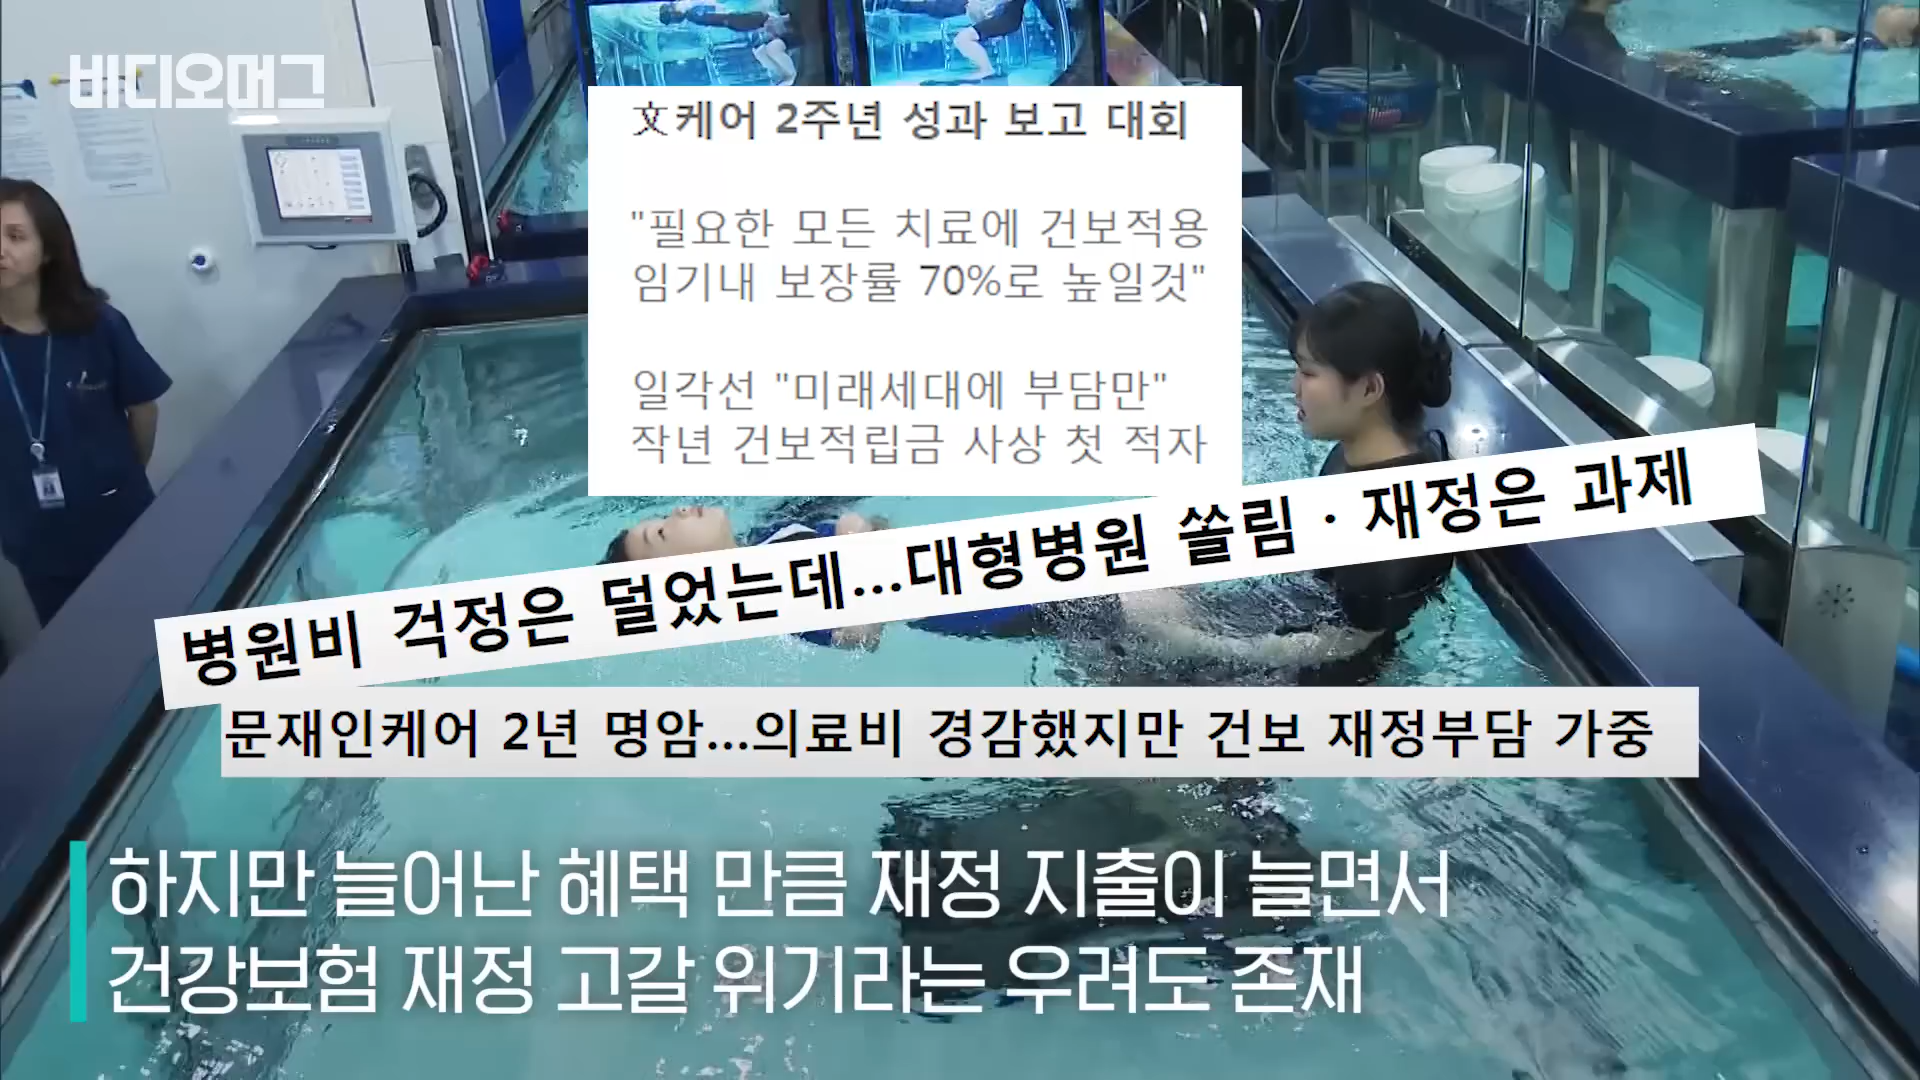 비디오머그
文케어 2주년 성과 보고 대회
"필요한 모든 치료에 건보적용
임기내 보장률 70%로 높일것"
일각선 "미래세대에 부담만"
작년 건보적립금 사상 첫 적자
병원비 걱정은 덜었는데...대형병원 쏠림·재정은 과제
문재인케어 2년 명암...의료비 경감했지만 건보 재정부담 가중
하지만 늘어난 혜택 만큼 재정 지출이 늘면서
건강보험 재정 고갈 위기라는 우려도 존재